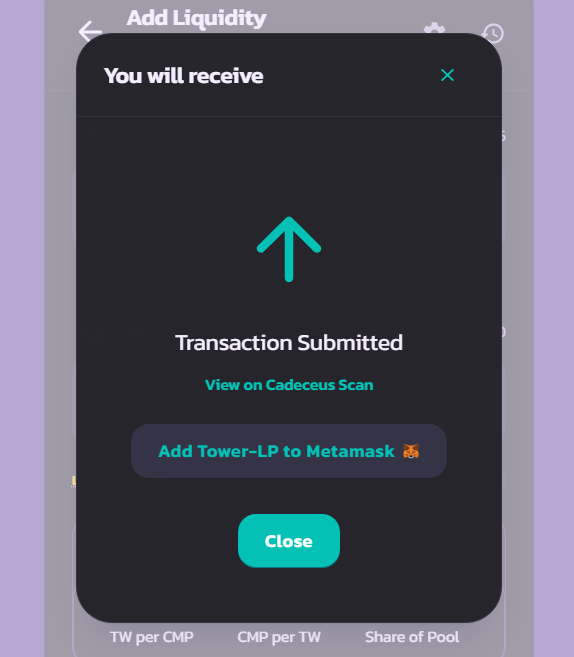 Add Liquidity
You will receive
Transaction Submitted
View on Cadeceus Scan
Add Tower-LP to Metamask
Close
TW per CMP CMP per TW Share of Pool